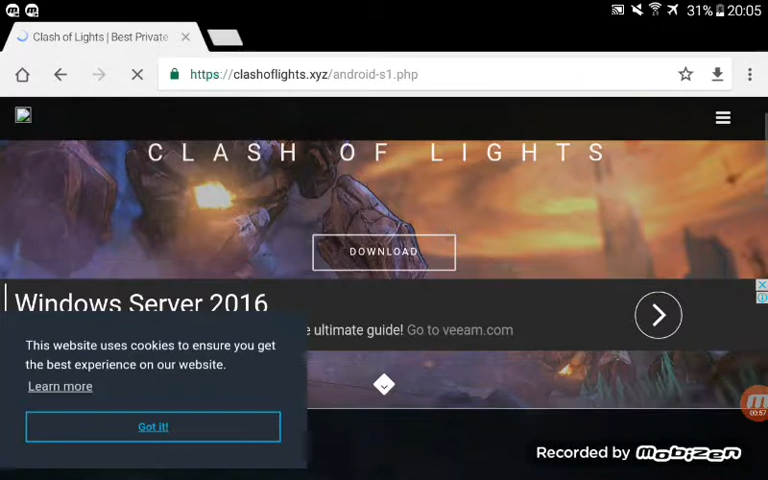 31% 20:05
Clash of Lights | Best Private
https://clashoflights.xyz/android-s1.php
CLASH OF LIGHTS
DOWNLOAD
Windows Server 2016
e ultimate guide! Go to veeam.com
This website uses cookies to ensure you get
the best experience on our website.
Learn more
Got it!
00:57
Recorded by mobizen